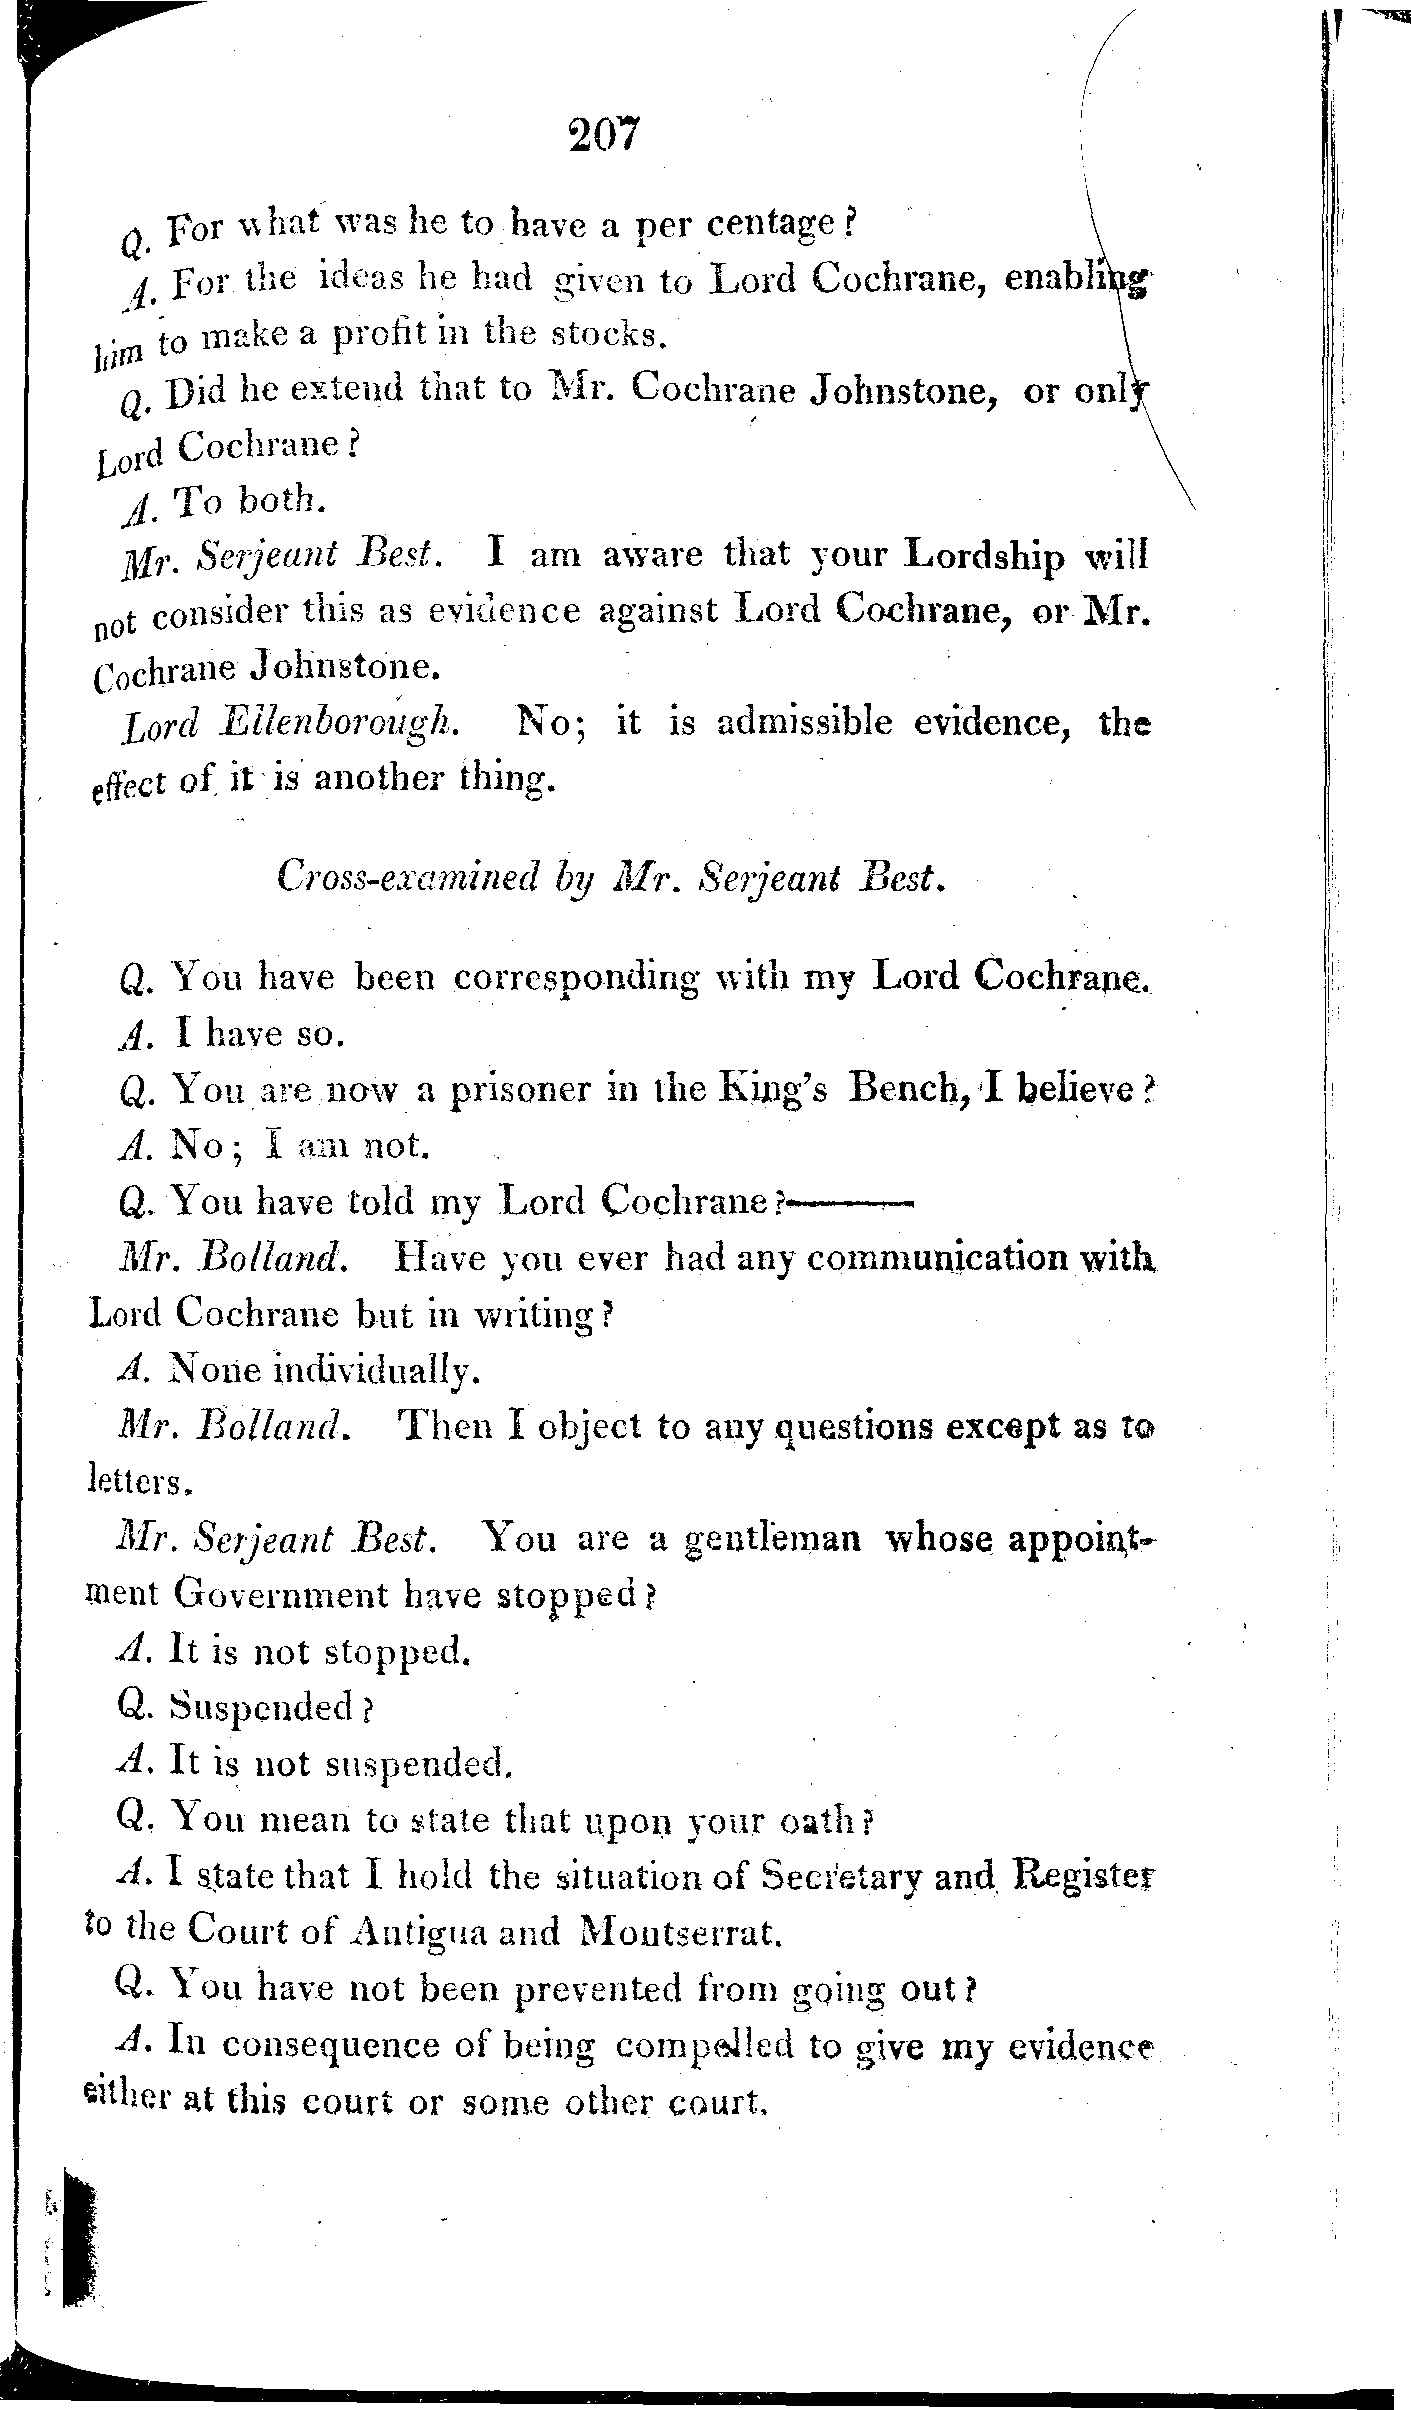 207
Q. For what was he to have a per centage?
A. For the ideas he had given to Lord Cochrane, enabling
him to make a profit in the stocks.
Q. Did he extend that to Mr. Cochrane Johnstone, or only
Lord Cochrane?
A. To both.
Mr. Serjeant Best. I am aware that your Lordship will
not consider this as evidence against Lord Cochrane, or Mr.
Cochrane Johnstone.
Lord Ellenborough. No; it is admissible evidence, the
effect of it is another thing.
Cross-examined by Mr. Serjeant Best.
Q. You have been corresponding with my Lord Cochrane.
A. I have so.
Q. You are now a prisoner in the King's Bench, I believe?
A. No; I am not.
Q. You have told my Lord Cochrane?———
Mr. Bolland. Have you ever had any communication with
Lord Cochrane but in writing?
A. None individually.
Mr. Bolland. Then I object to any questions except as to
letters.
Mr. Serjeant Best. You are a gentleman whose appoint-
ment Government have stopped?
A. It is not stopped.
Q. Suspended?
A. It is not suspended.
Q. You mean to state that upon your oath?
A. I state that I hold the situation of Secretary and Register
to the Court of Antigua and Montserrat.
Q. You have not been prevented from going out?
A. In consequence of being compelled to give my evidence
either at this court or some other court.